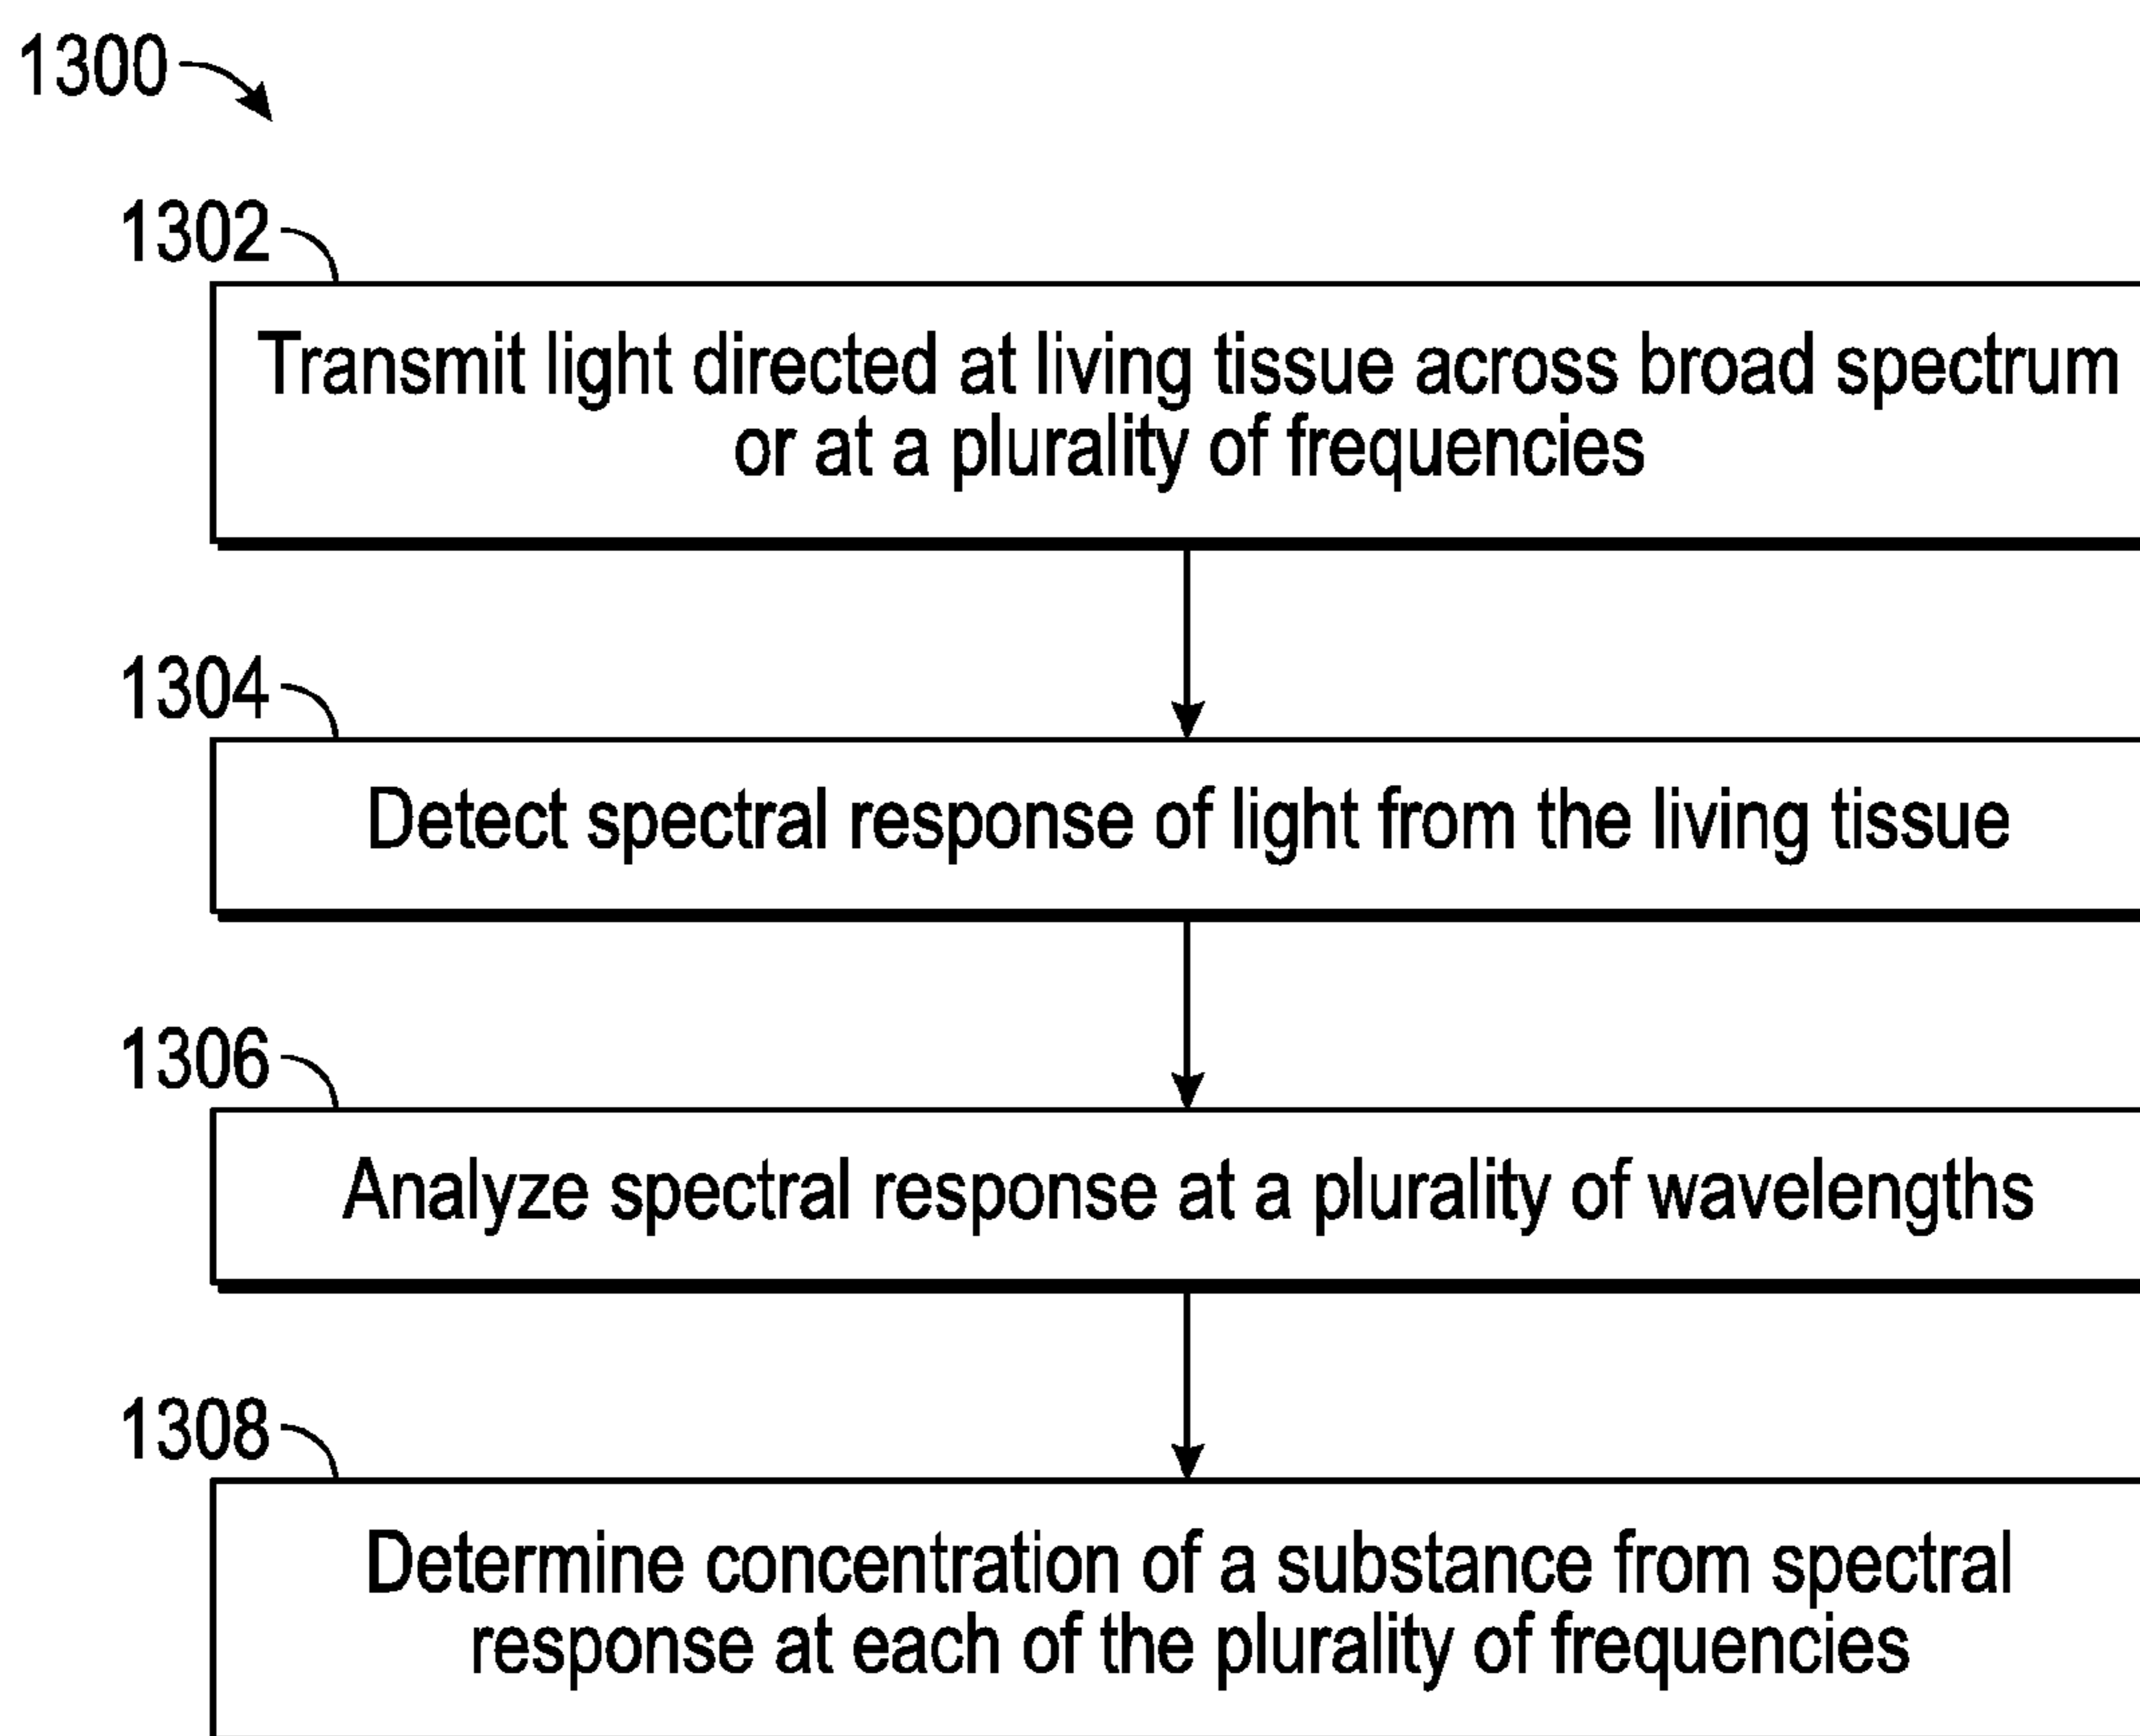 1300
1302
Transmit light directed at living tissue across broad spectrum
or at a plurality of frequencies
1304
Detect spectral response of light from the living tissue
1306
Analyze spectral response at a plurality of wavelengths
1308
Determine concentration of a substance from spectral
response at each of the plurality of frequencies